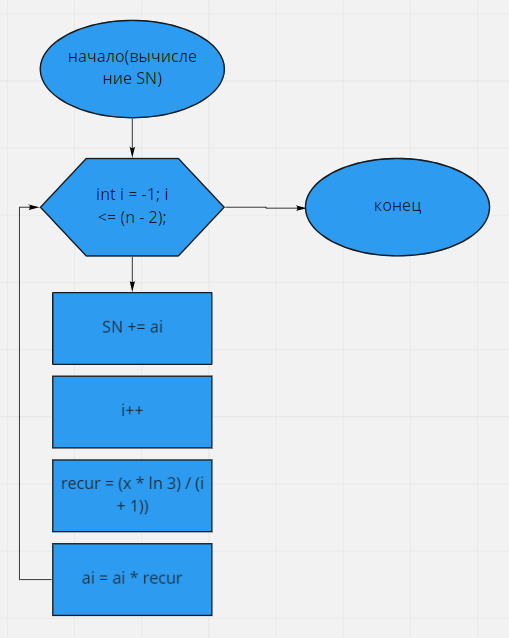 начало(вычисле
ние SN)
int i = -1; i
<= (n - 2);
конец
SN += ai
i++
recur = (x * ln 3) / (i
+ 1))
ai = ai * recur